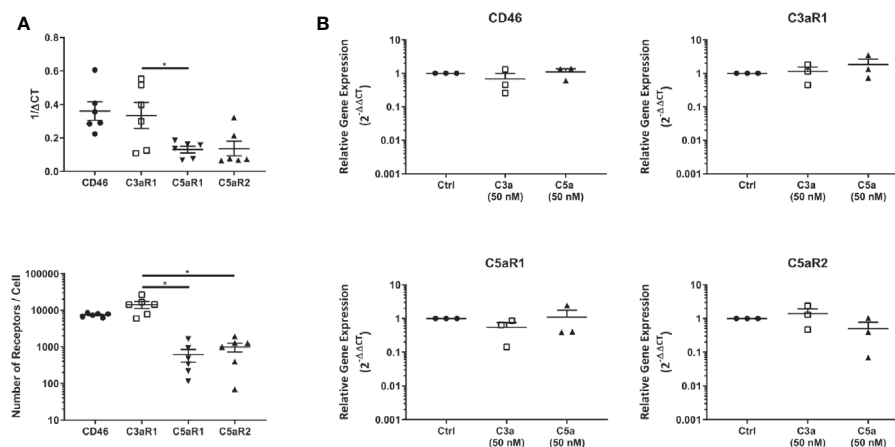 A
B
1/ΔCT
0.8
0.6
0.4
0.2
0.0
*
CD46 C3aR1 C5aR1 C5aR2
Number of Receptors / Cell
100000
10000
1000
100
10
*
*
CD46 C3aR1 C5aR1 C5aR2
CD46
Relative Gene Expression
(2^-ΔΔCT)
10
1
0.1
0.01
0.001
Ctrl C3a C5a
(50 nM) (50 nM)
C3aR1
Relative Gene Expression
(2^-ΔΔCT)
10
1
0.1
0.01
0.001
Ctrl C3a C5a
(50 nM) (50 nM)
C5aR1
Relative Gene Expression
(2^-ΔΔCT)
10
1
0.1
0.01
0.001
Ctrl C3a C5a
(50 nM) (50 nM)
C5aR2
Relative Gene Expression
(2^-ΔΔCT)
10
1
0.1
0.01
0.001
Ctrl C3a C5a
(50 nM) (50 nM)